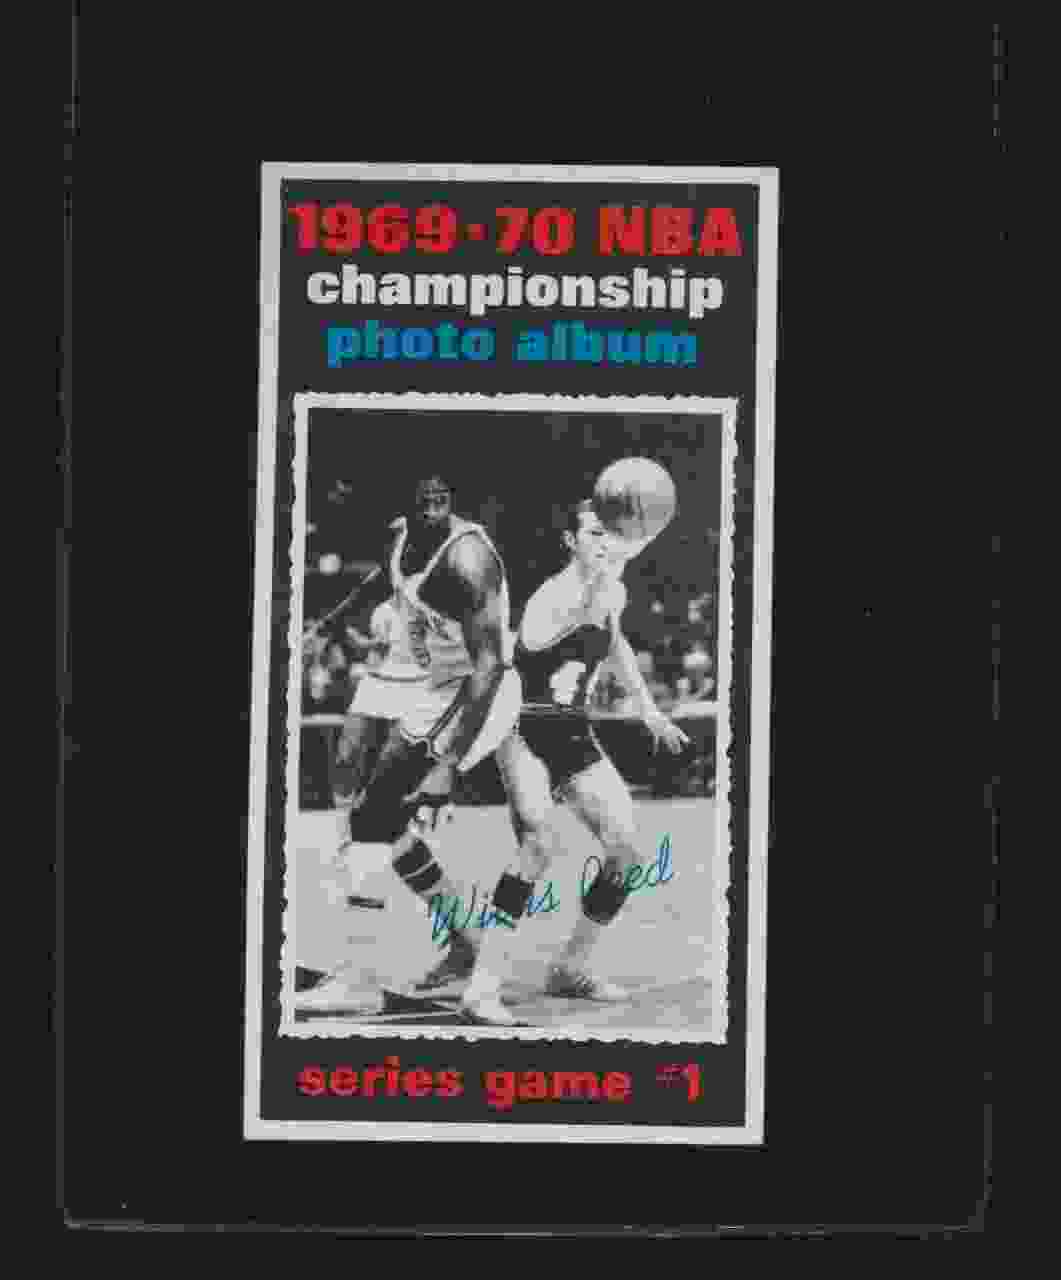 1969-70 NBA
championship
photo album
Willis Reed
series game #1